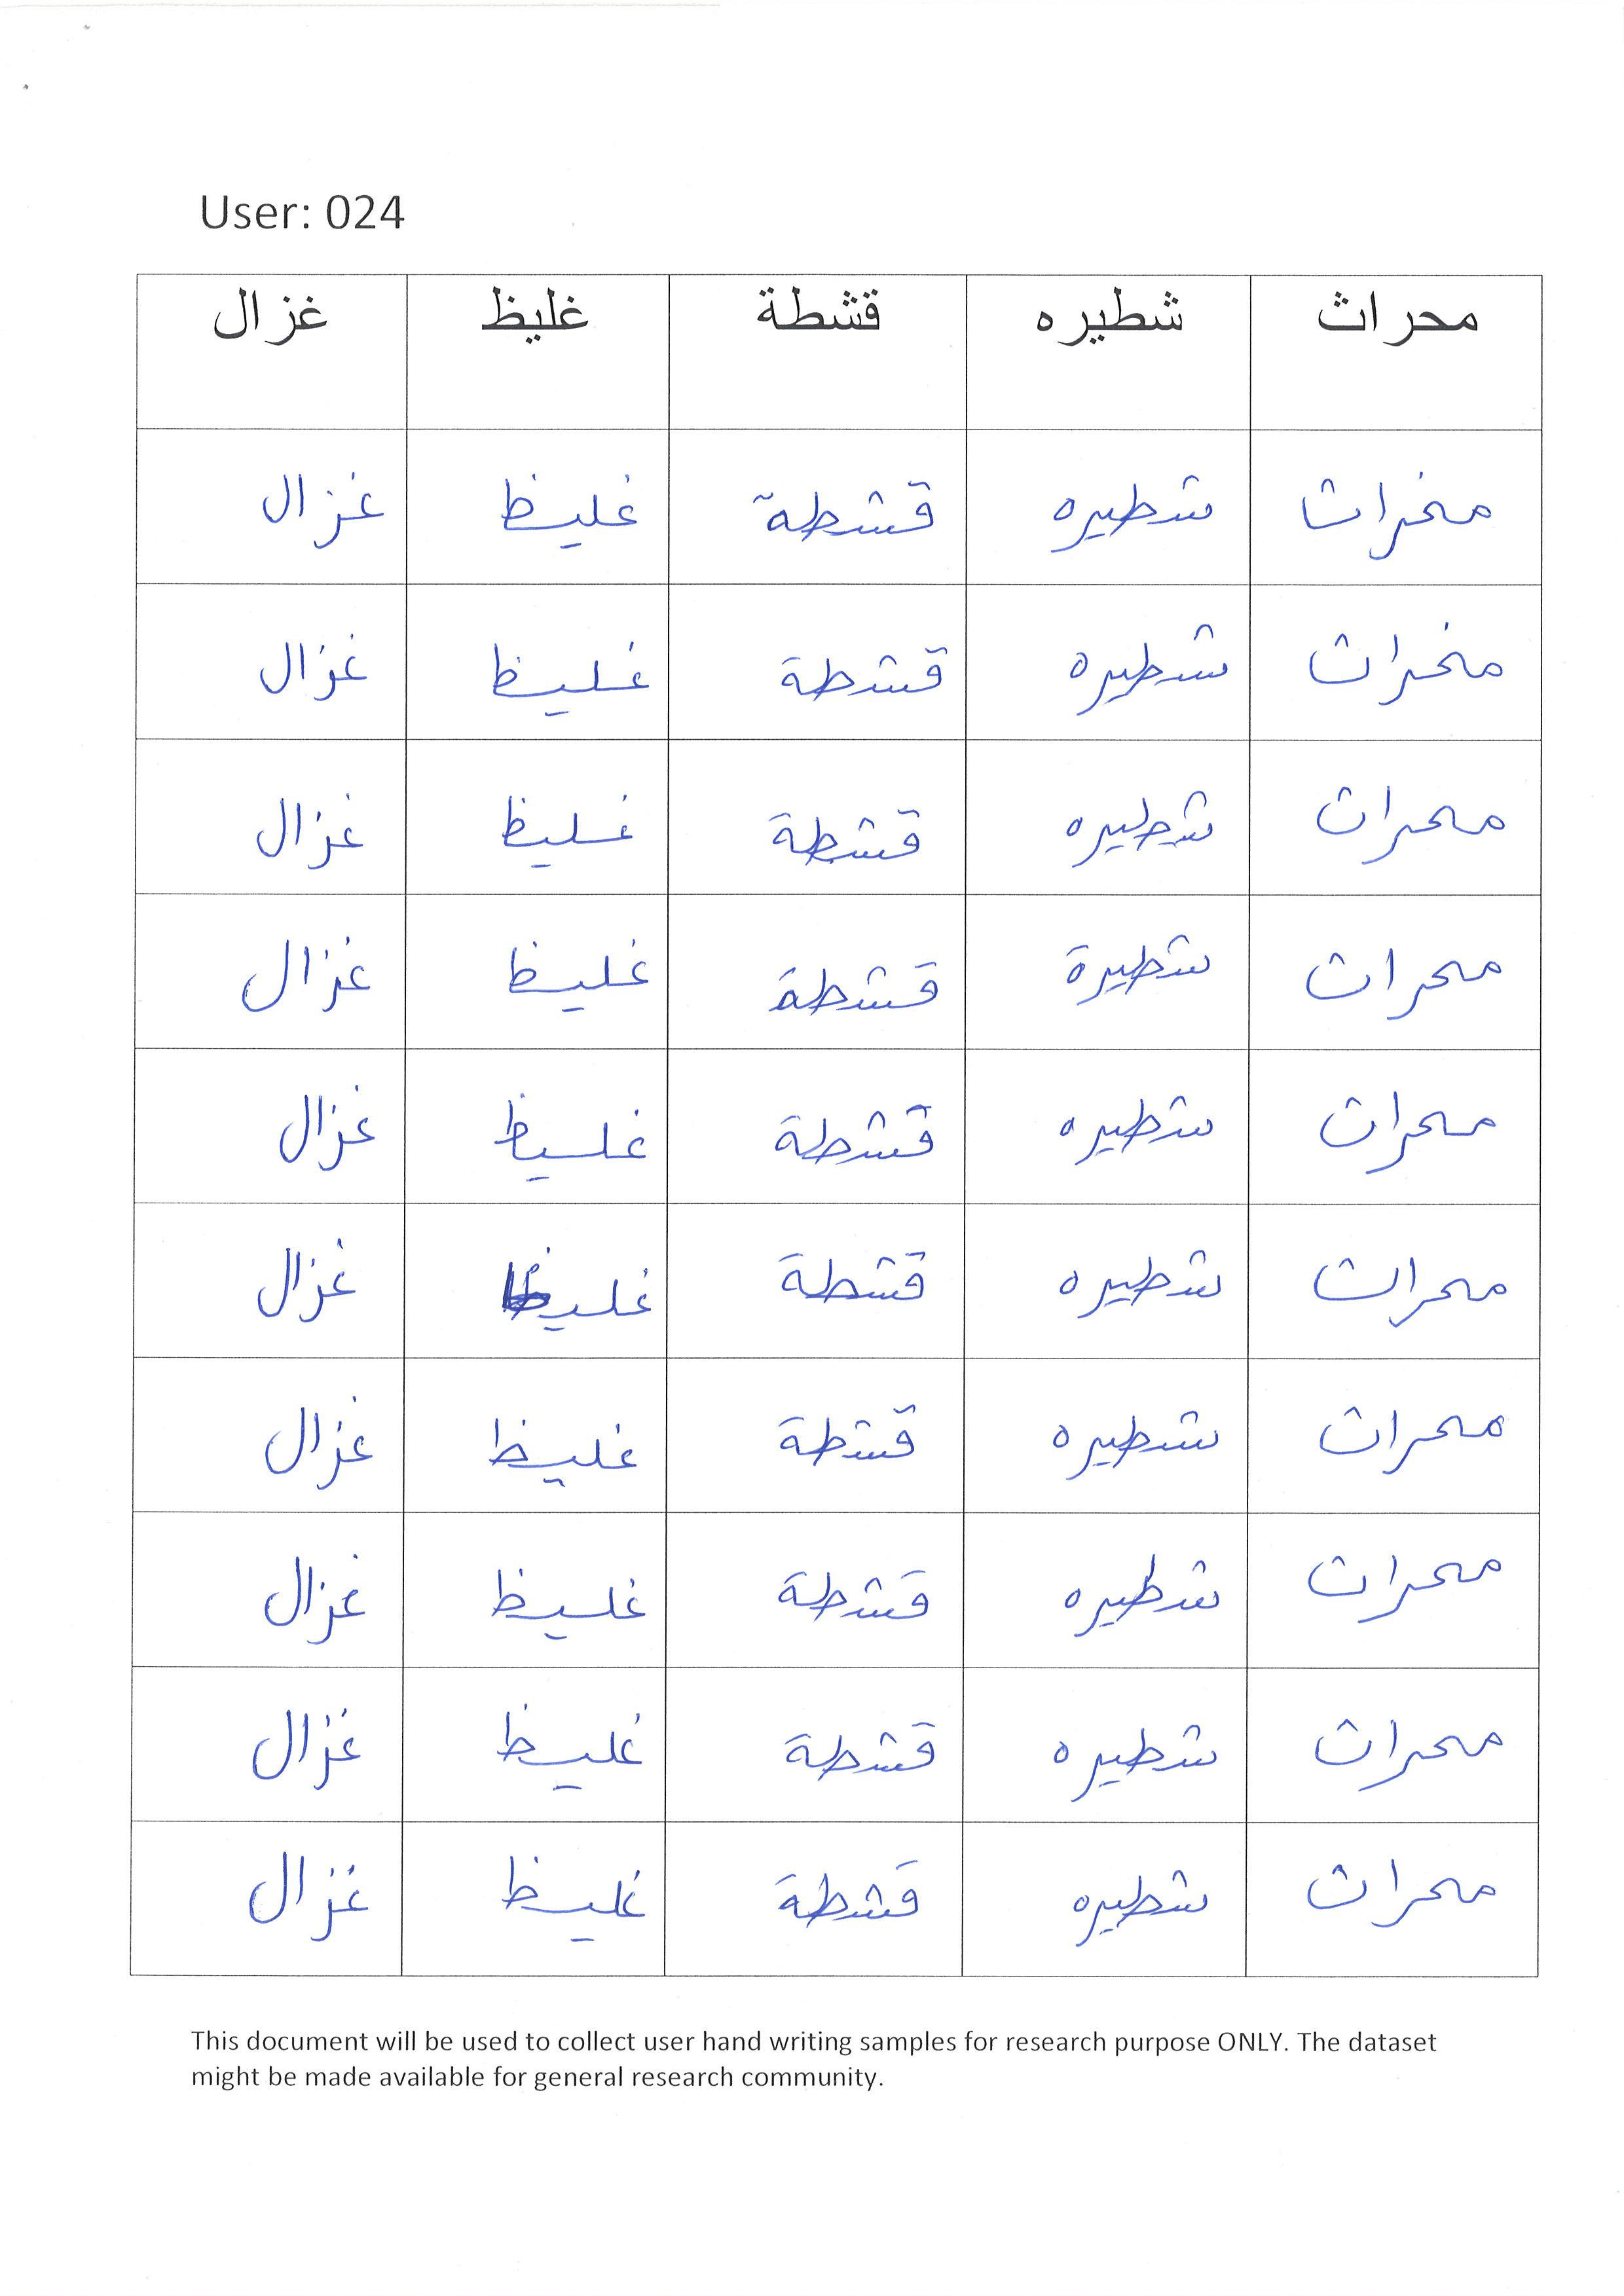 User: 024
محراث شطيره قشطة غليظ غزال
مخراث شطيره قشطة غليظ غزال
مخراث شطيره قشطة غليظ غزال
محراث شطيره قشطة غليظ غزال
محراث شطيرة قشطة غليظ غزال
محراث شطيره قشطة غليظ غزال
محراث شطيره قشطة غليظ غزال
محراث شطيره قشطة غليظ غزال
محراث شطيره قشطة غليظ غزال
محراث شطيره قشطة غليظ غزال
محراث شطيره قشطة غليظ غزال
This document will be used to collect user hand writing samples for research purpose ONLY. The dataset
might be made available for general research community.